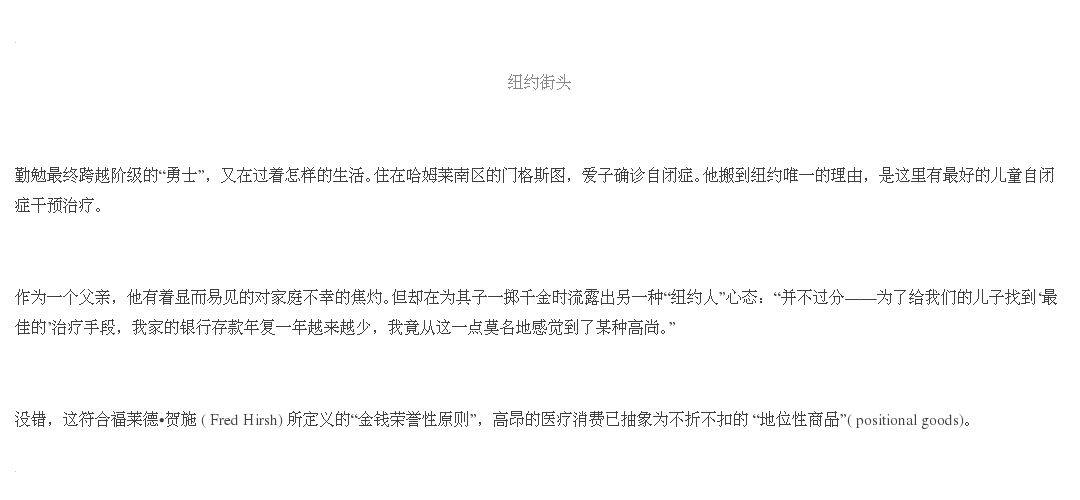 纽约街头
勤勉最终跨越阶级的“勇士”，又在过着怎样的生活。住在哈姆莱南区的门格斯图，爱子确诊自闭症。他搬到纽约唯一的理由，是这里有最好的儿童自闭
症干预治疗。
作为一个父亲，他有着显而易见的对家庭不幸的焦灼。但却在为其子一掷千金时流露出另一种“纽约人”心态：“并不过分——为了给我们的儿子找到‘最
佳的’治疗手段，我家的银行存款年复一年越来越少，我竟从这一点莫名地感觉到了某种高尚。”
没错，这符合福莱德•贺施 ( Fred Hirsh) 所定义的“金钱荣誉性原则”，高昂的医疗消费已抽象为不折不扣的 “地位性商品”( positional goods)。